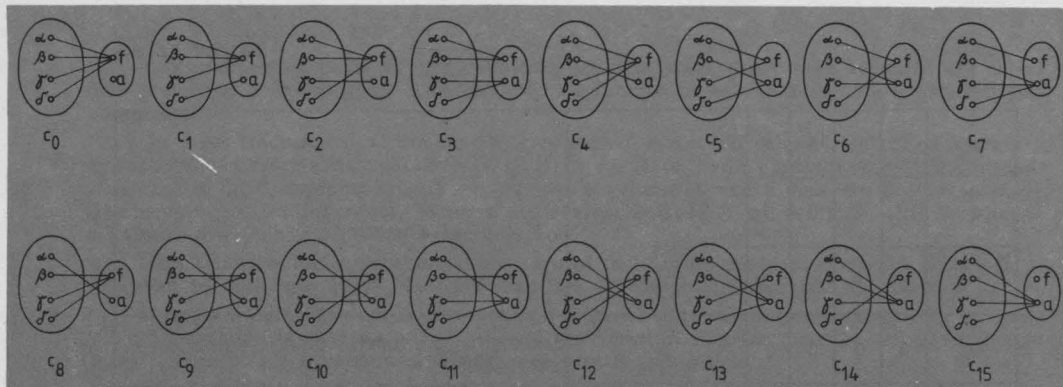 α α α α α α α α
β f β f β f β f β f β f β f β f
γ a γ a γ a γ a γ a γ a γ a γ a
δ δ δ δ δ δ δ δ
c₀ c₁ c₂ c₃ c₄ c₅ c₆ c₇
α α α α α α α α
β f β f β f β f β f β f β f β f
γ a γ a γ a γ a γ a γ a γ a γ a
δ δ δ δ δ δ δ δ
c₈ c₉ c₁₀ c₁₁ c₁₂ c₁₃ c₁₄ c₁₅